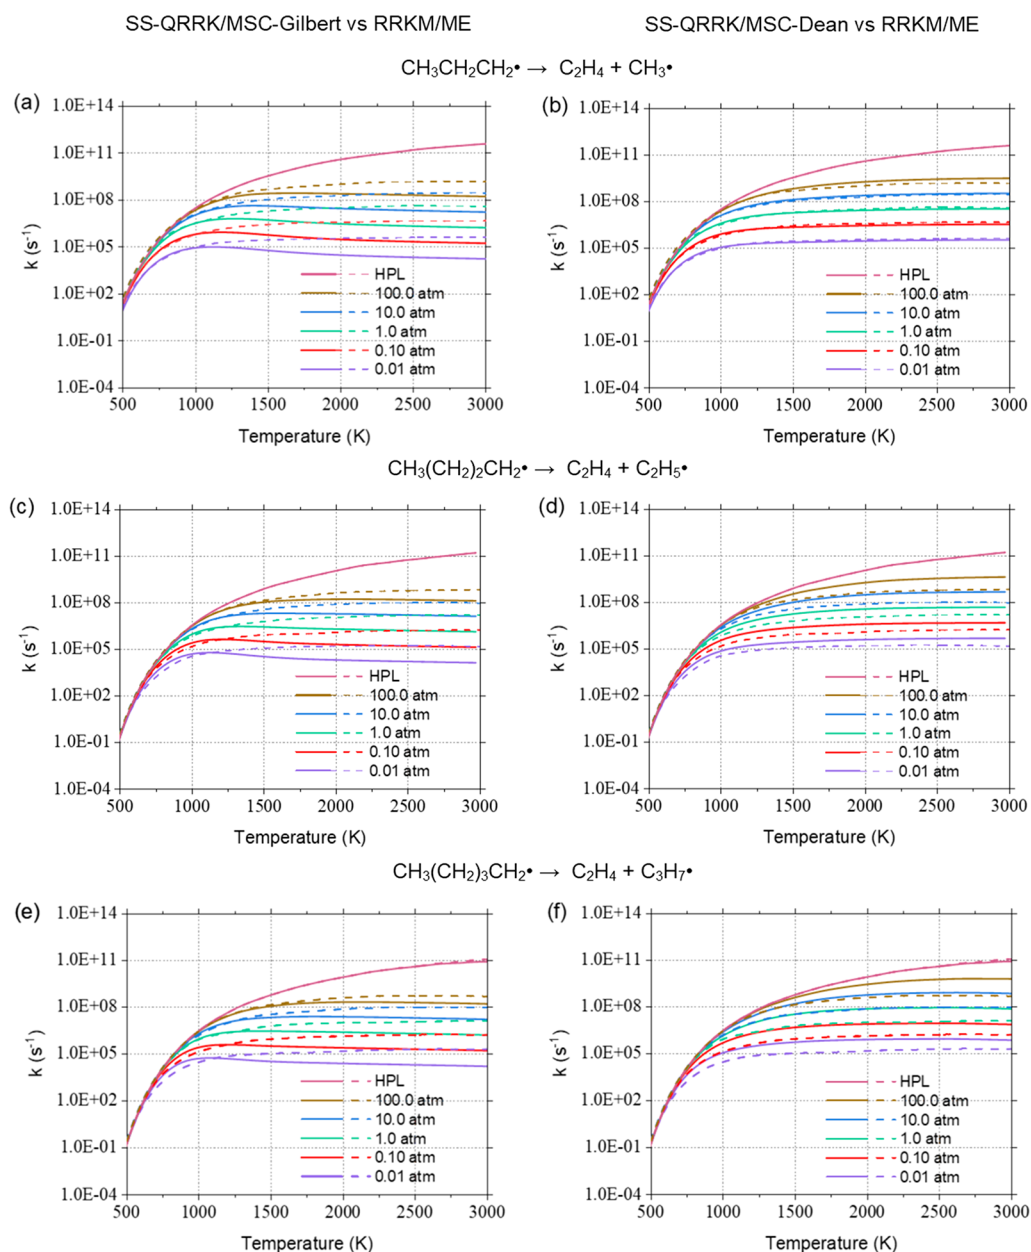 SS-QRRK/MSC-Gilbert vs RRKM/ME
SS-QRRK/MSC-Dean vs RRKM/ME
CH₃CH₂CH₂• → C₂H₄ + CH₃•
(a)
1.0E+14
1.0E+11
1.0E+08
1.0E+05
1.0E+02
1.0E−01
1.0E−04
k (s⁻¹)
HPL
100.0 atm
10.0 atm
1.0 atm
0.10 atm
0.01 atm
500 1000 1500 2000 2500 3000
Temperature (K)
(b)
1.0E+14
1.0E+11
1.0E+08
1.0E+05
1.0E+02
1.0E−01
1.0E−04
k (s⁻¹)
HPL
100.0 atm
10.0 atm
1.0 atm
0.10 atm
0.01 atm
500 1000 1500 2000 2500 3000
Temperature (K)
CH₃(CH₂)₂CH₂• → C₂H₄ + C₂H₅•
(c)
1.0E+14
1.0E+11
1.0E+08
1.0E+05
1.0E+02
1.0E−01
1.0E−04
k (s⁻¹)
HPL
100.0 atm
10.0 atm
1.0 atm
0.10 atm
0.01 atm
500 1000 1500 2000 2500 3000
Temperature (K)
(d)
1.0E+14
1.0E+11
1.0E+08
1.0E+05
1.0E+02
1.0E−01
1.0E−04
k (s⁻¹)
HPL
100.0 atm
10.0 atm
1.0 atm
0.10 atm
0.01 atm
500 1000 1500 2000 2500 3000
Temperature (K)
CH₃(CH₂)₃CH₂• → C₂H₄ + C₃H₇•
(e)
1.0E+14
1.0E+11
1.0E+08
1.0E+05
1.0E+02
1.0E−01
1.0E−04
k (s⁻¹)
HPL
100.0 atm
10.0 atm
1.0 atm
0.10 atm
0.01 atm
500 1000 1500 2000 2500 3000
Temperature (K)
(f)
1.0E+14
1.0E+11
1.0E+08
1.0E+05
1.0E+02
1.0E−01
1.0E−04
k (s⁻¹)
HPL
100.0 atm
10.0 atm
1.0 atm
0.10 atm
0.01 atm
500 1000 1500 2000 2500 3000
Temperature (K)